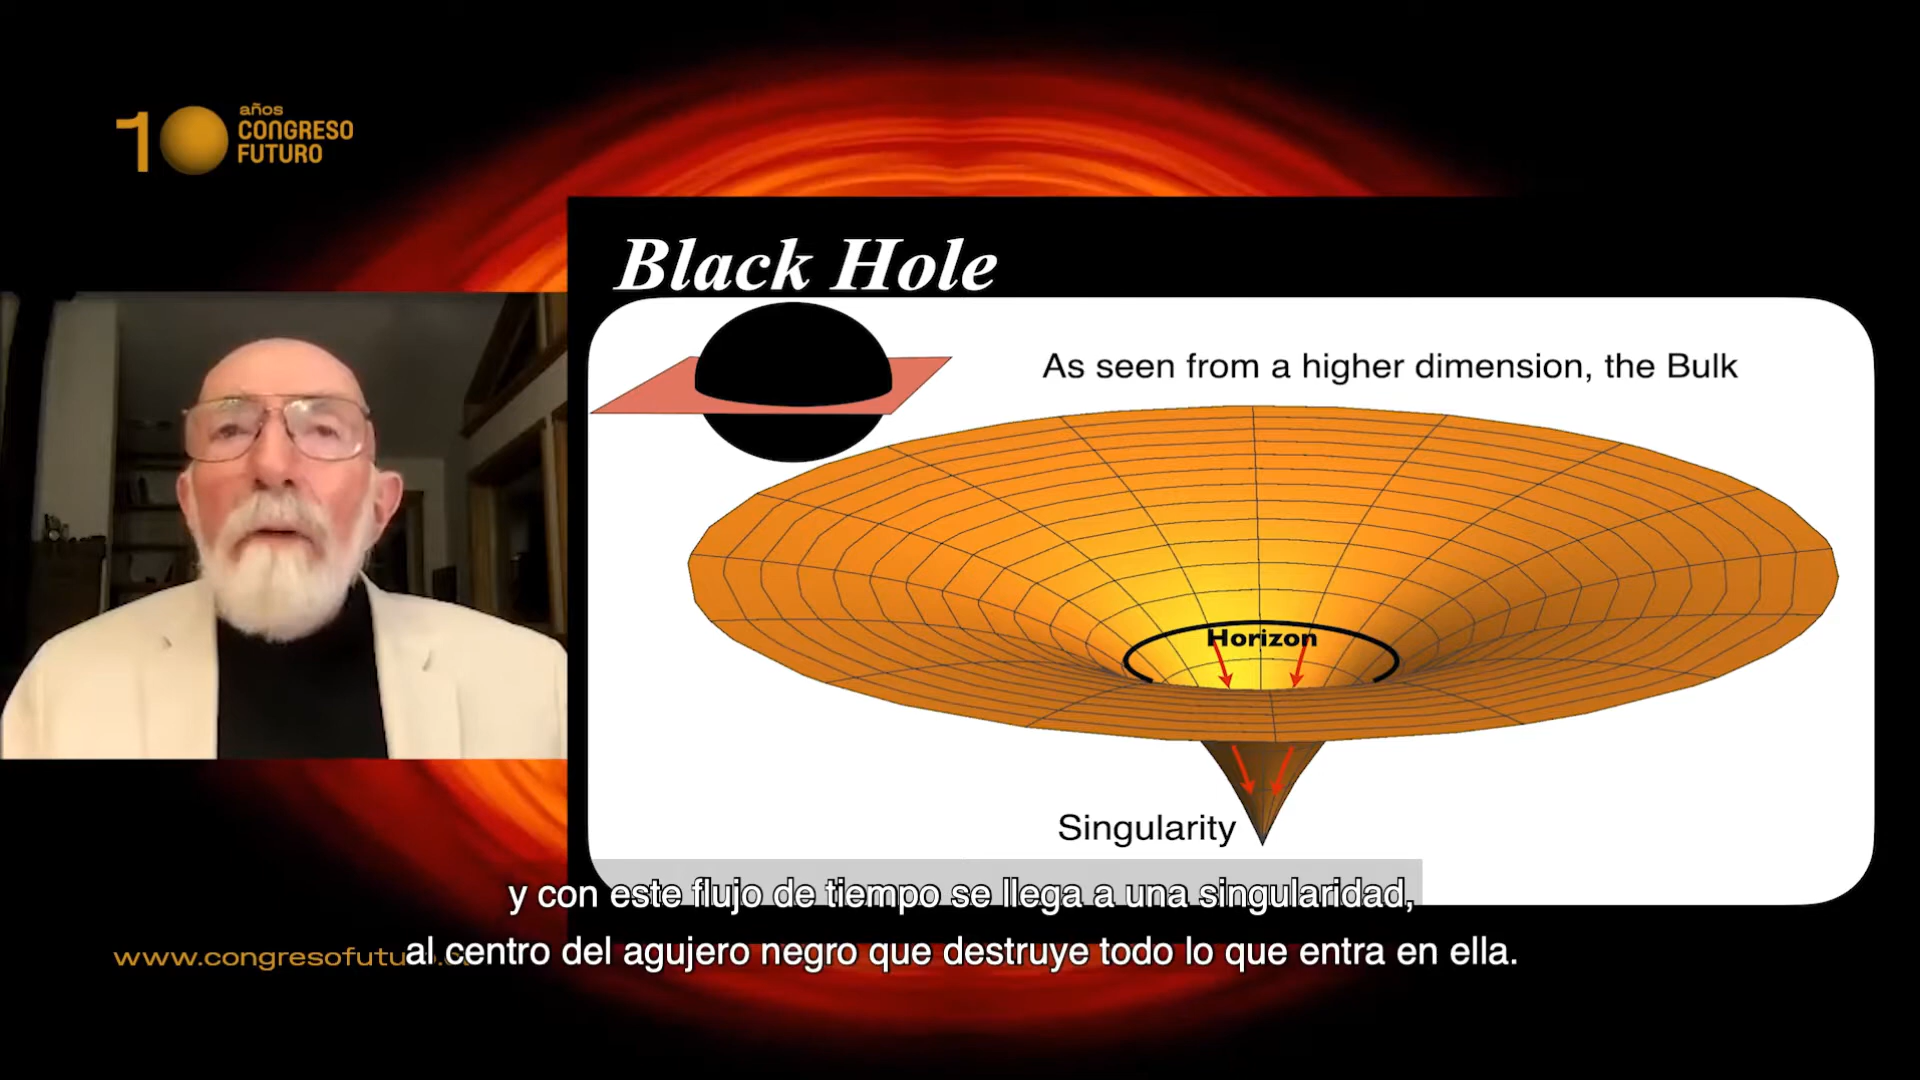 10 años
CONGRESO
FUTURO
Black Hole
As seen from a higher dimension, the Bulk
Horizon
Singularity
y con este flujo de tiempo se llega a una singularidad,
www.congresofutu
al centro del agujero negro que destruye todo lo que entra en ella.